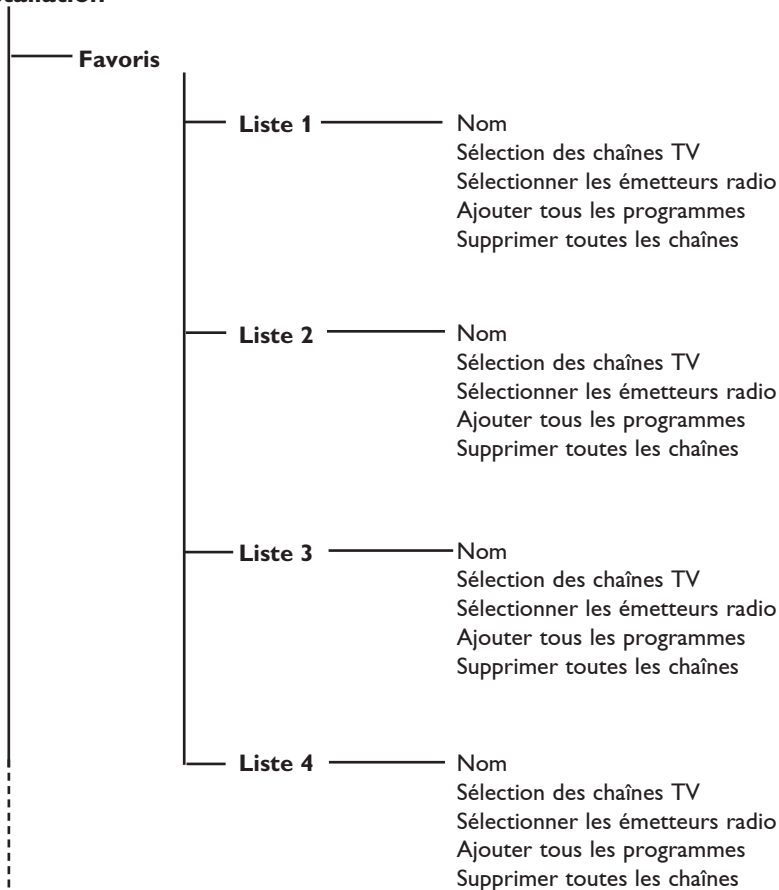 Favoris
Liste 1 Nom
Sélection des chaînes TV
Sélectionner les émetteurs radio
Ajouter tous les programmes
Supprimer toutes les chaînes
Liste 2 Nom
Sélection des chaînes TV
Sélectionner les émetteurs radio
Ajouter tous les programmes
Supprimer toutes les chaînes
Liste 3 Nom
Sélection des chaînes TV
Sélectionner les émetteurs radio
Ajouter tous les programmes
Supprimer toutes les chaînes
Liste 4 Nom
Sélection des chaînes TV
Sélectionner les émetteurs radio
Ajouter tous les programmes
Supprimer toutes les chaînes